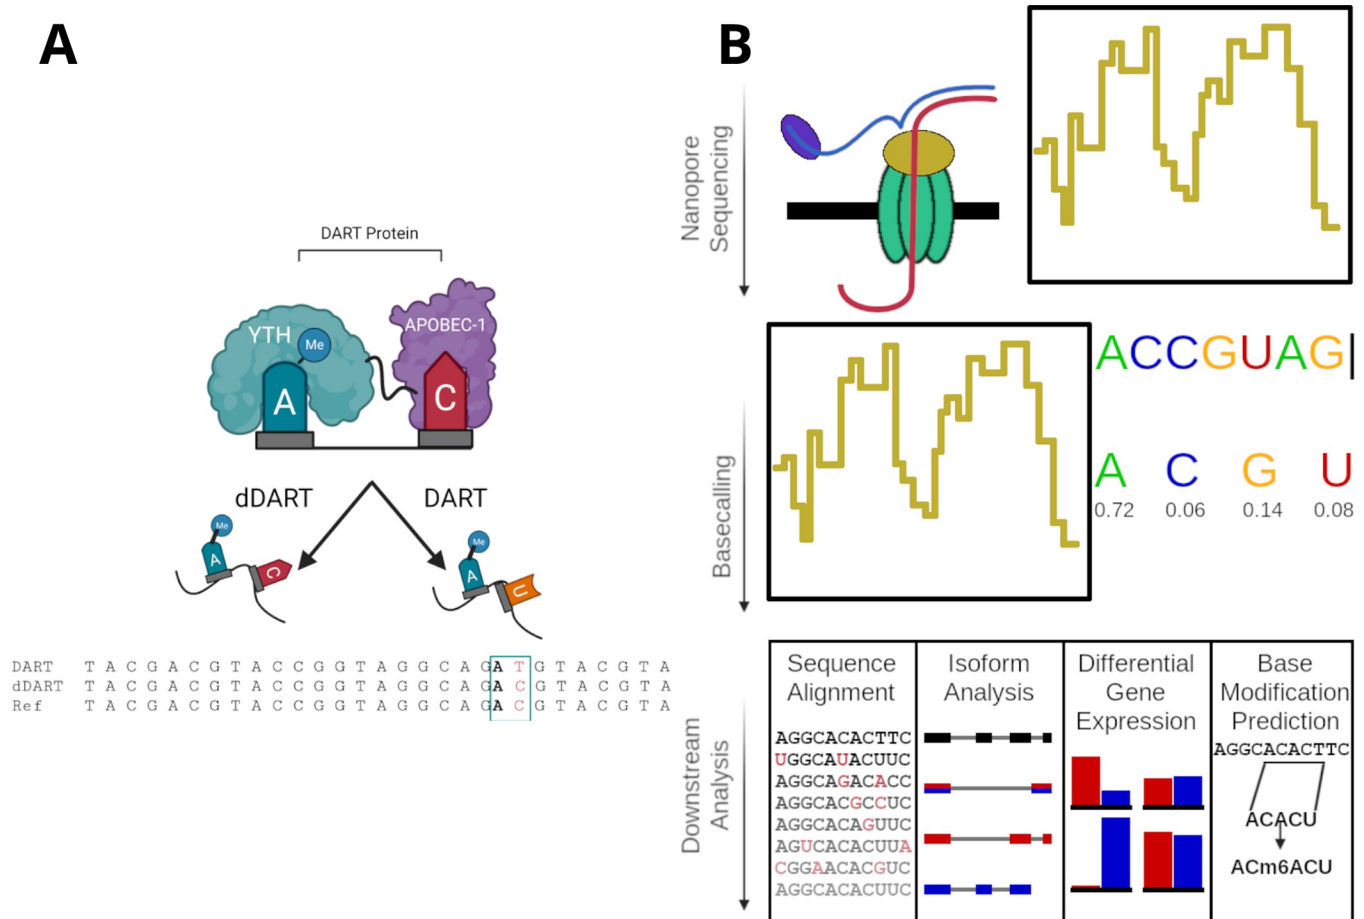 A
DART Protein
YTH
Me
APOBEC-1
A
C
dDART
DART
Me
A
C
Me
A
U
DART T A C G A C G T A C C G G T A G G C A G A T G T A C G T A
dDART T A C G A C G T A C C G G T A G G C A G A C G T A C G T A
Ref T A C G A C G T A C C G G T A G G C A G A C G T A C G T A
B
Nanopore
Sequencing
Basecalling
ACCGUAG
A C G U
0.72 0.06 0.14 0.08
Downstream
Analysis
Sequence
Alignment
AGGCACACTTC
UGGCAUACUUC
AGGCAGACACC
AGGCACGCCUC
AGGCACAGUUC
AGUCACACUUA
CGGAACACGUC
AGGCACACUUC
Isoform
Analysis
Differential
Gene
Expression
Base
Modification
Prediction
AGGCACACTTC
ACACU
ACm6ACU